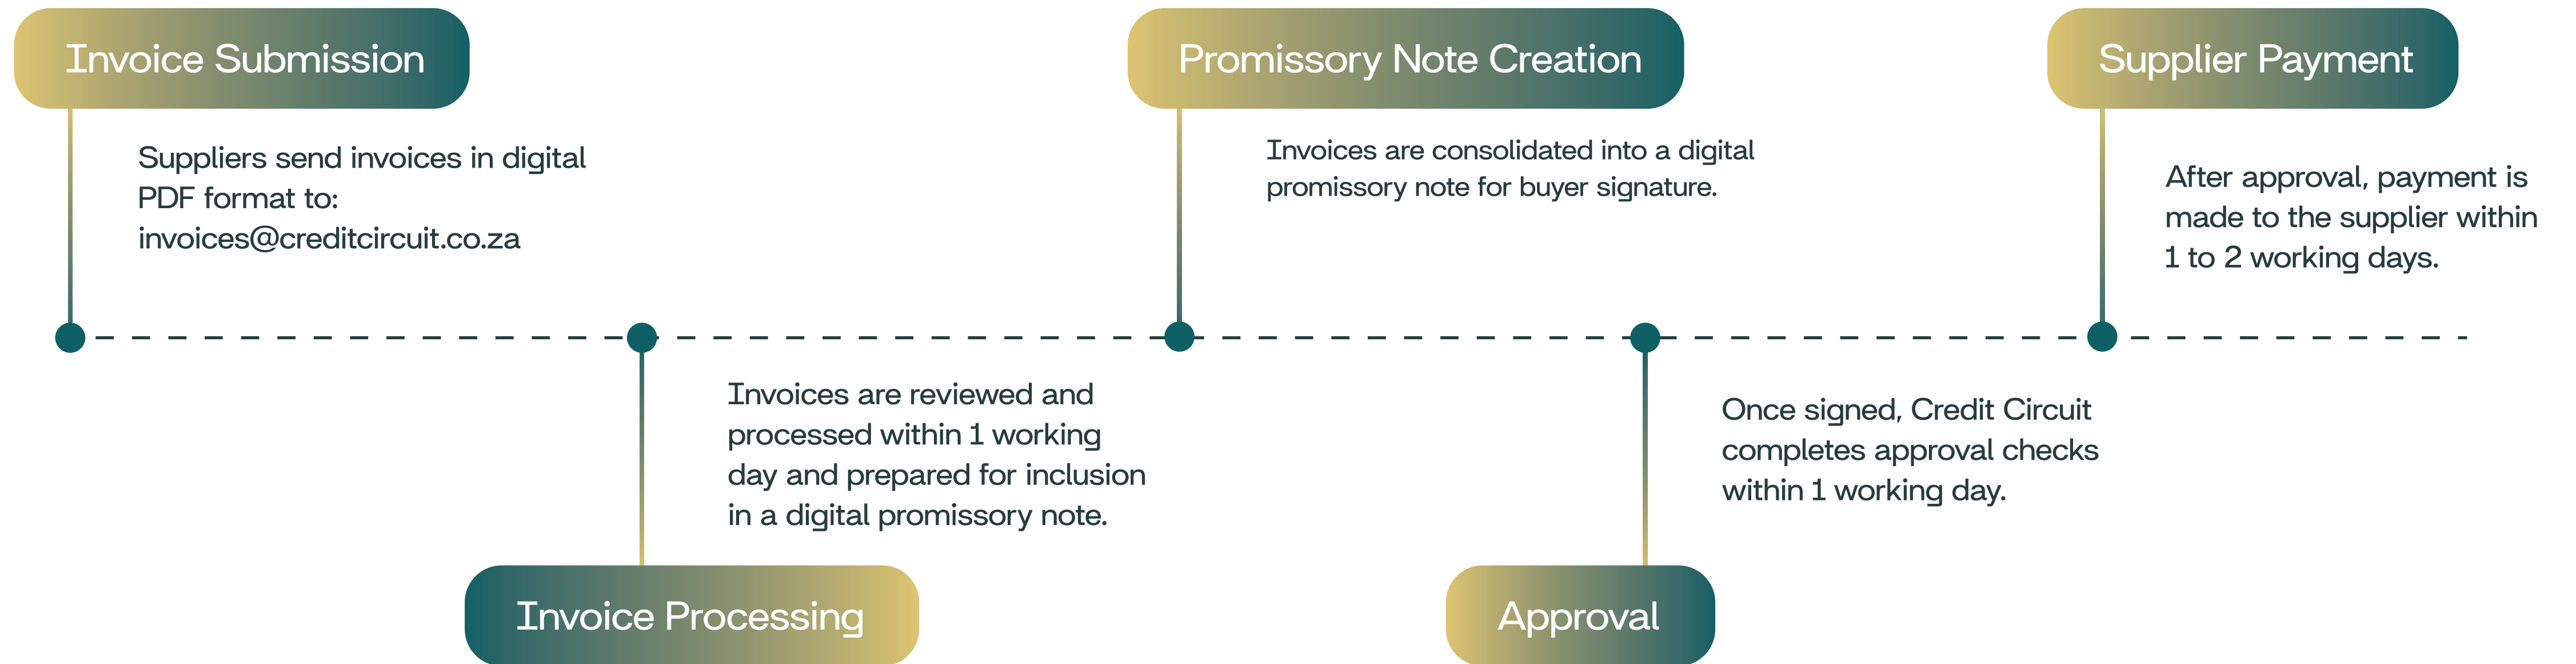 Invoice Submission
Suppliers send invoices in digital
PDF format to:
invoices@creditcircuit.co.za
Invoices are reviewed and
processed within 1 working
day and prepared for inclusion
in a digital promissory note.
Invoice Processing
Promissory Note Creation
Invoices are consolidated into a digital
promissory note for buyer signature.
Once signed, Credit Circuit
completes approval checks
within 1 working day.
Approval
Supplier Payment
After approval, payment is
made to the supplier within
1 to 2 working days.